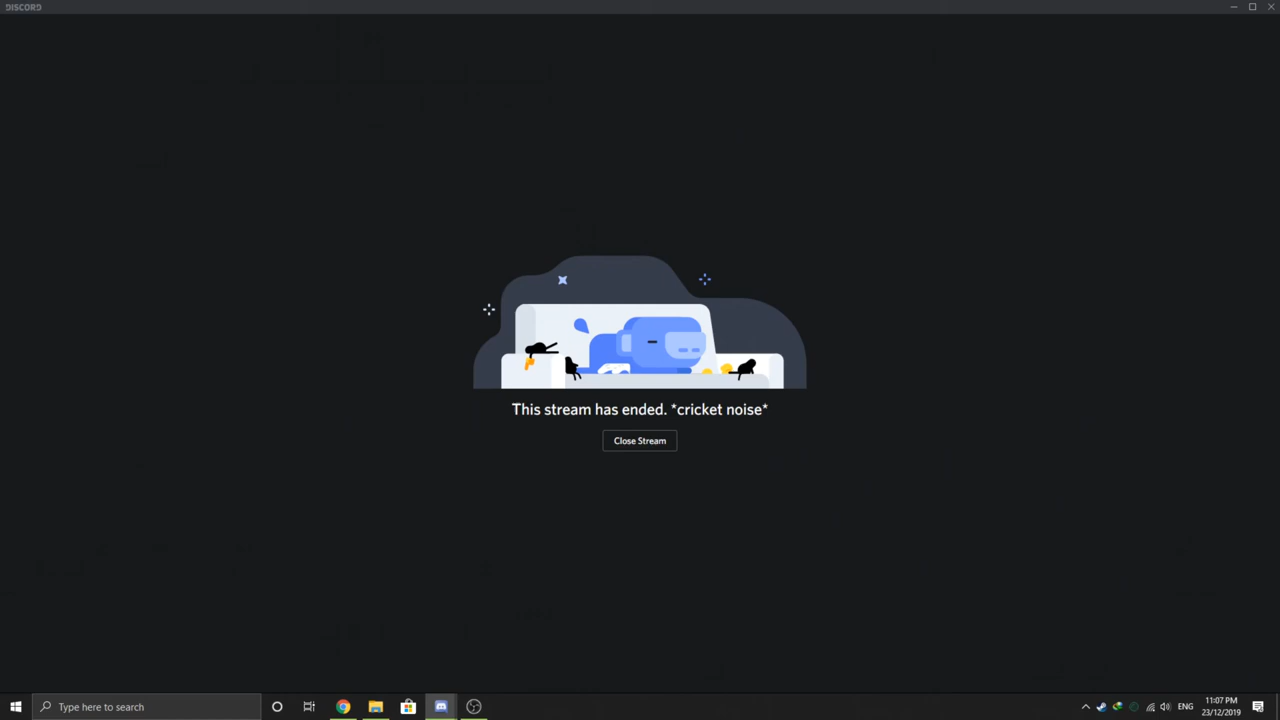 DISCORD
This stream has ended. *cricket noise*
Close Stream
Type here to search
ENG
11:07 PM
23/12/2019